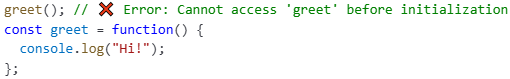 greet(); // ❌ Error: Cannot access 'greet' before initialization
const greet = function() {
  console.log("Hi!");
};